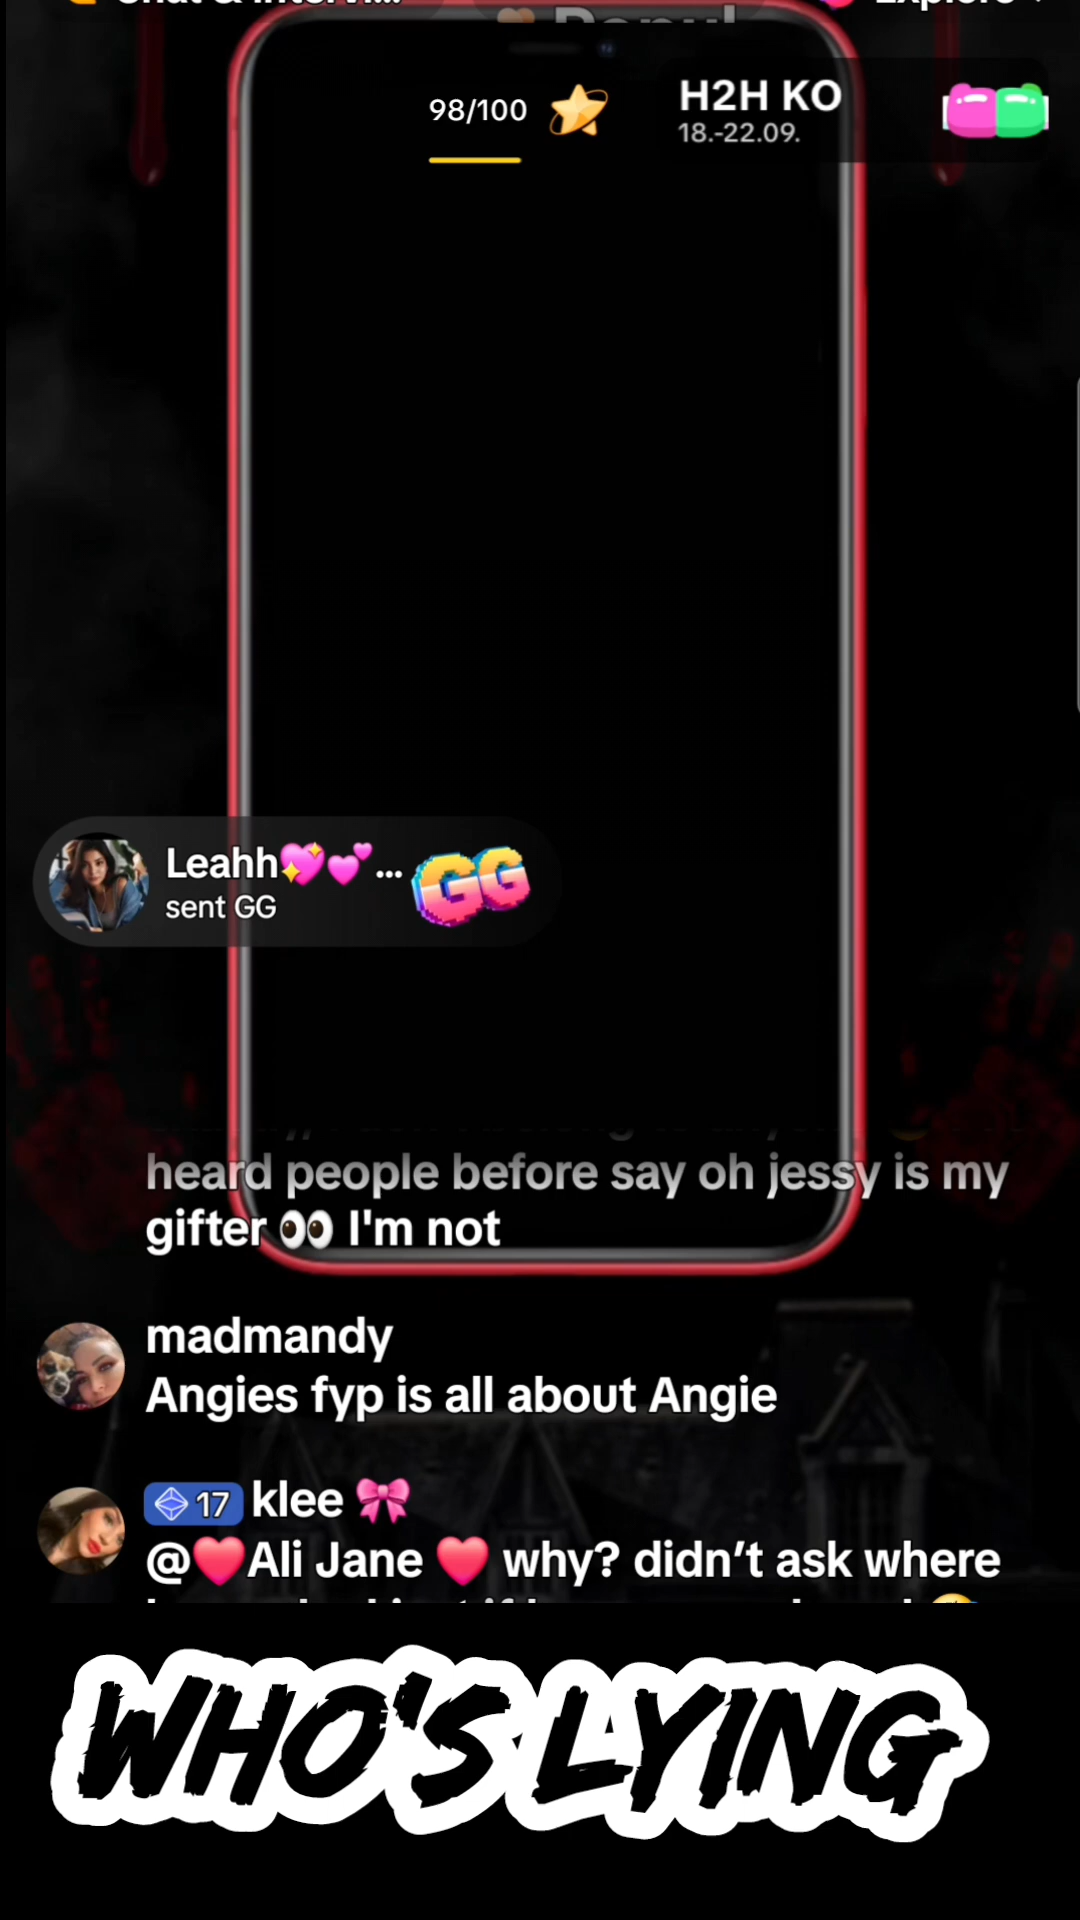 98/100
H2H KO
18.-22.09.
Leahh💖💕...
sent GG
GG
heard people before say oh jessy is my
gifter 👀 I'm not
madmandy
Angies fyp is all about Angie
17 klee 🎀
@❤️Ali Jane ❤️ why? didn't ask where
WHO'S LYING